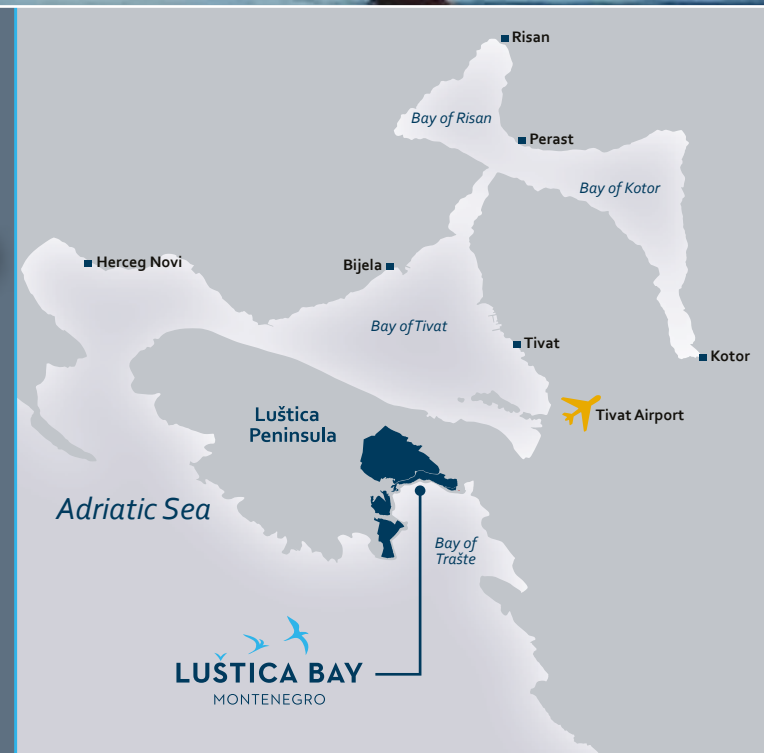 Risan
Bay of Risan
Perast
Bay of Kotor
Herceg Novi
Bijela
Bay of Tivat
Tivat
Kotor
Luštica
Peninsula
Tivat Airport
Adriatic Sea
Bay of
Trašte
LUŠTICA BAY
MONTENEGRO